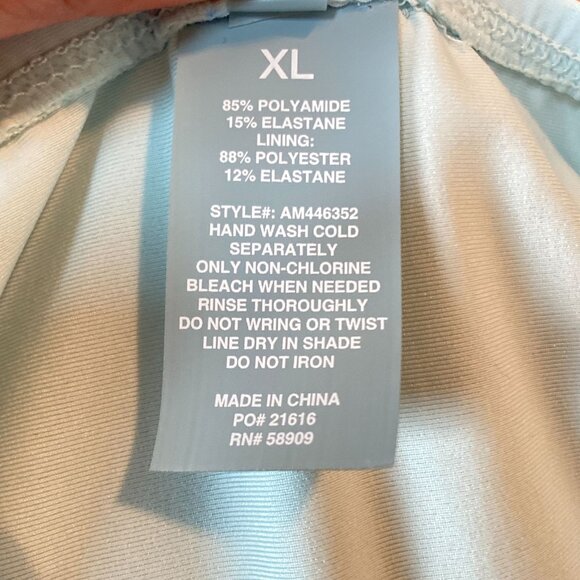 XL
85% POLYAMIDE
15% ELASTANE
LINING:
88% POLYESTER
12% ELASTANE
STYLE#: AM446352
HAND WASH COLD
SEPARATELY
ONLY NON-CHLORINE
BLEACH WHEN NEEDED
RINSE THOROUGHLY
DO NOT WRING OR TWIST
LINE DRY IN SHADE
DO NOT IRON
MADE IN CHINA
PO# 21616
RN# 58909